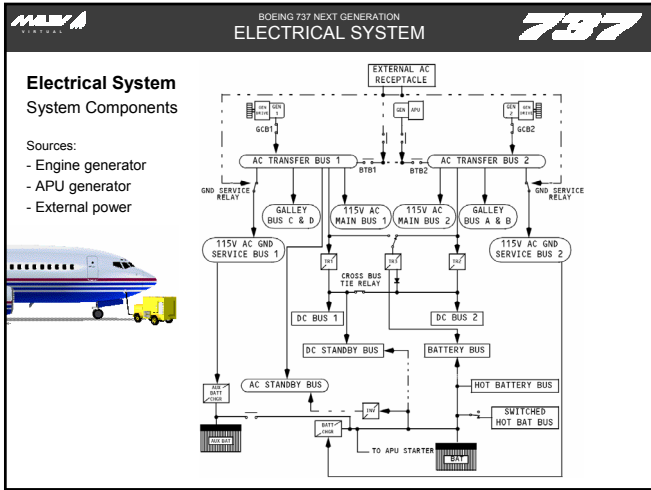 MALEV
VIRTUAL
BOEING 737 NEXT GENERATION
ELECTRICAL SYSTEM
737
Electrical System
System Components
Sources:
- Engine generator
- APU generator
- External power
EXTERNAL AC
RECEPTACLE
GEN
DRIVE
GEN
1
GEN
APU
GEN
2
GEN
DRIVE
GCB1
GCB2
AC TRANSFER BUS 1
BTB1
BTB2
AC TRANSFER BUS 2
GND SERVICE
RELAY
GND SERVICE
RELAY
GALLEY
BUS C & D
115V AC
MAIN BUS 1
115V AC
MAIN BUS 2
GALLEY
BUS A & B
115V AC GND
SERVICE BUS 1
115V AC GND
SERVICE BUS 2
TR1
TR3
TR2
CROSS BUS
TIE RELAY
DC BUS 1
DC BUS 2
DC STANDBY BUS
BATTERY BUS
AUX
BATT
CHGR
AC STANDBY BUS
HOT BATTERY BUS
INV
SWITCHED
HOT BAT BUS
BATT
CHGR
AUX BAT
TO APU STARTER
BAT